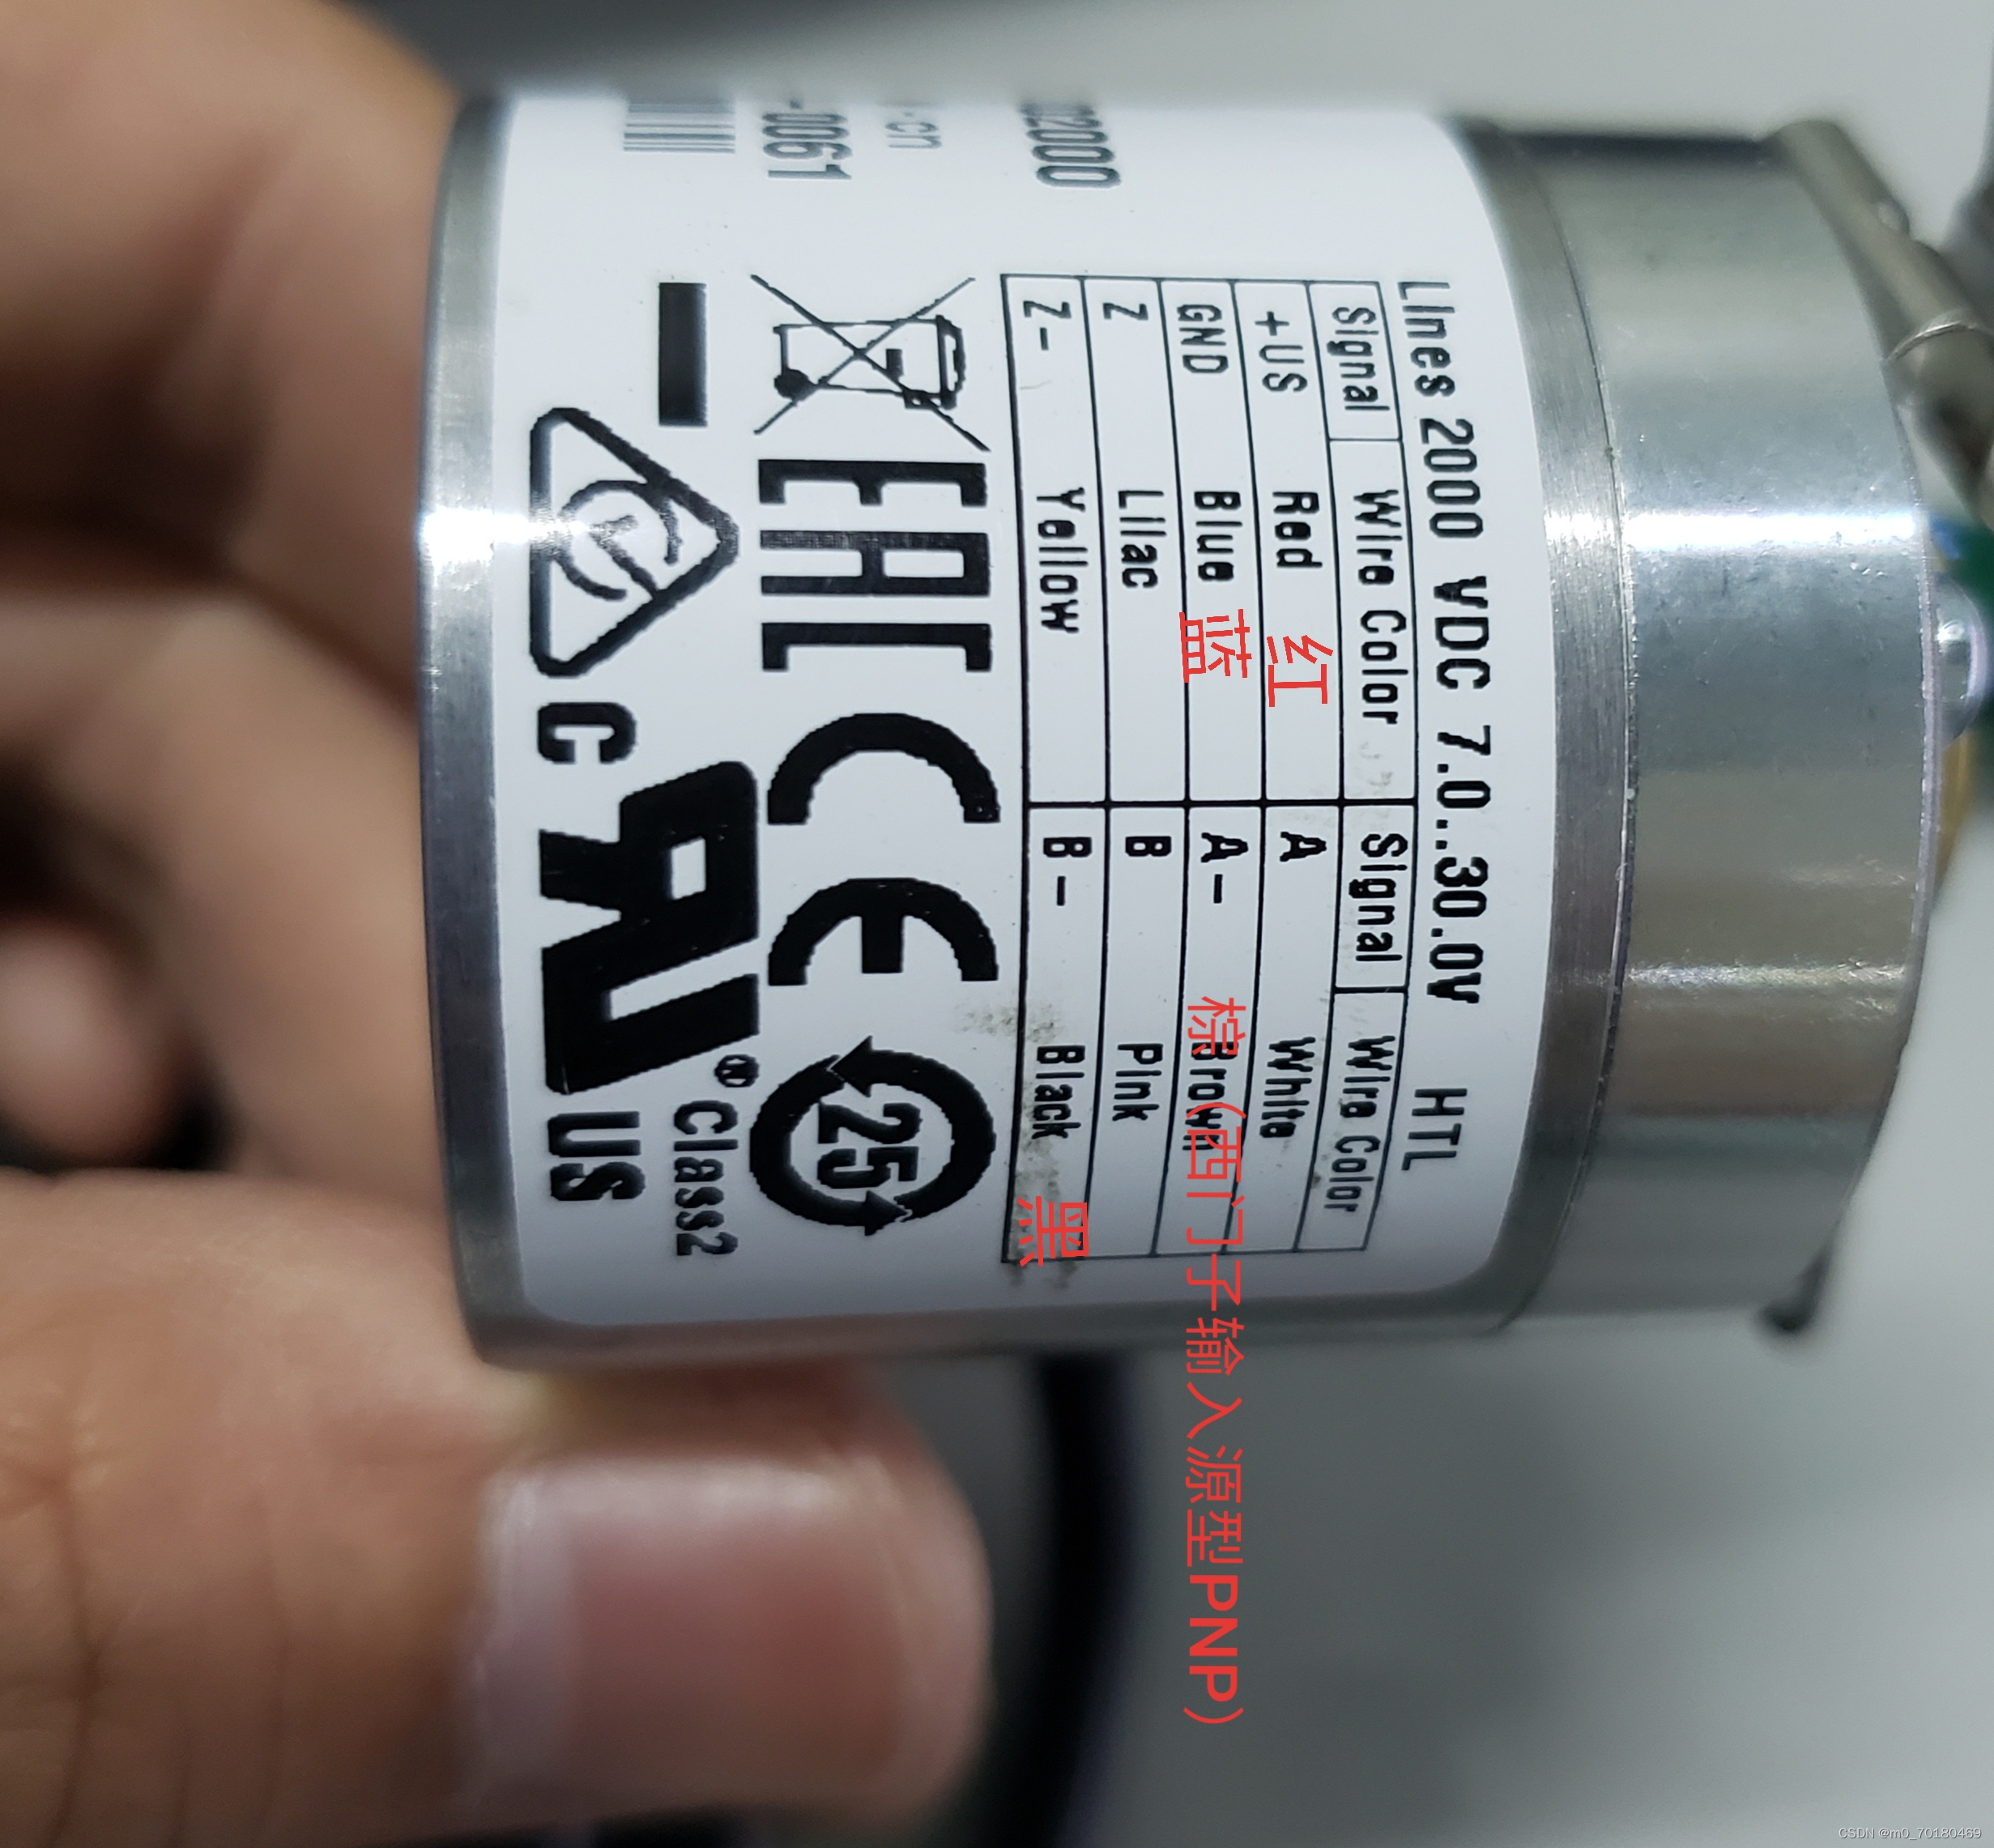 Lines 2000 VDC 7.0..30.0V HTL
Signal Wire Color Signal Wire Color
+US Red 红 A White
GND Blue 蓝 A- 棕 Brown (西门子输入源型PNP)
Z Lilac B Pink
Z- Yellow B- Black 黑
02000
-cn
-0061
EAC CE 25
C US
® Class2
CSDN @m0_70180469